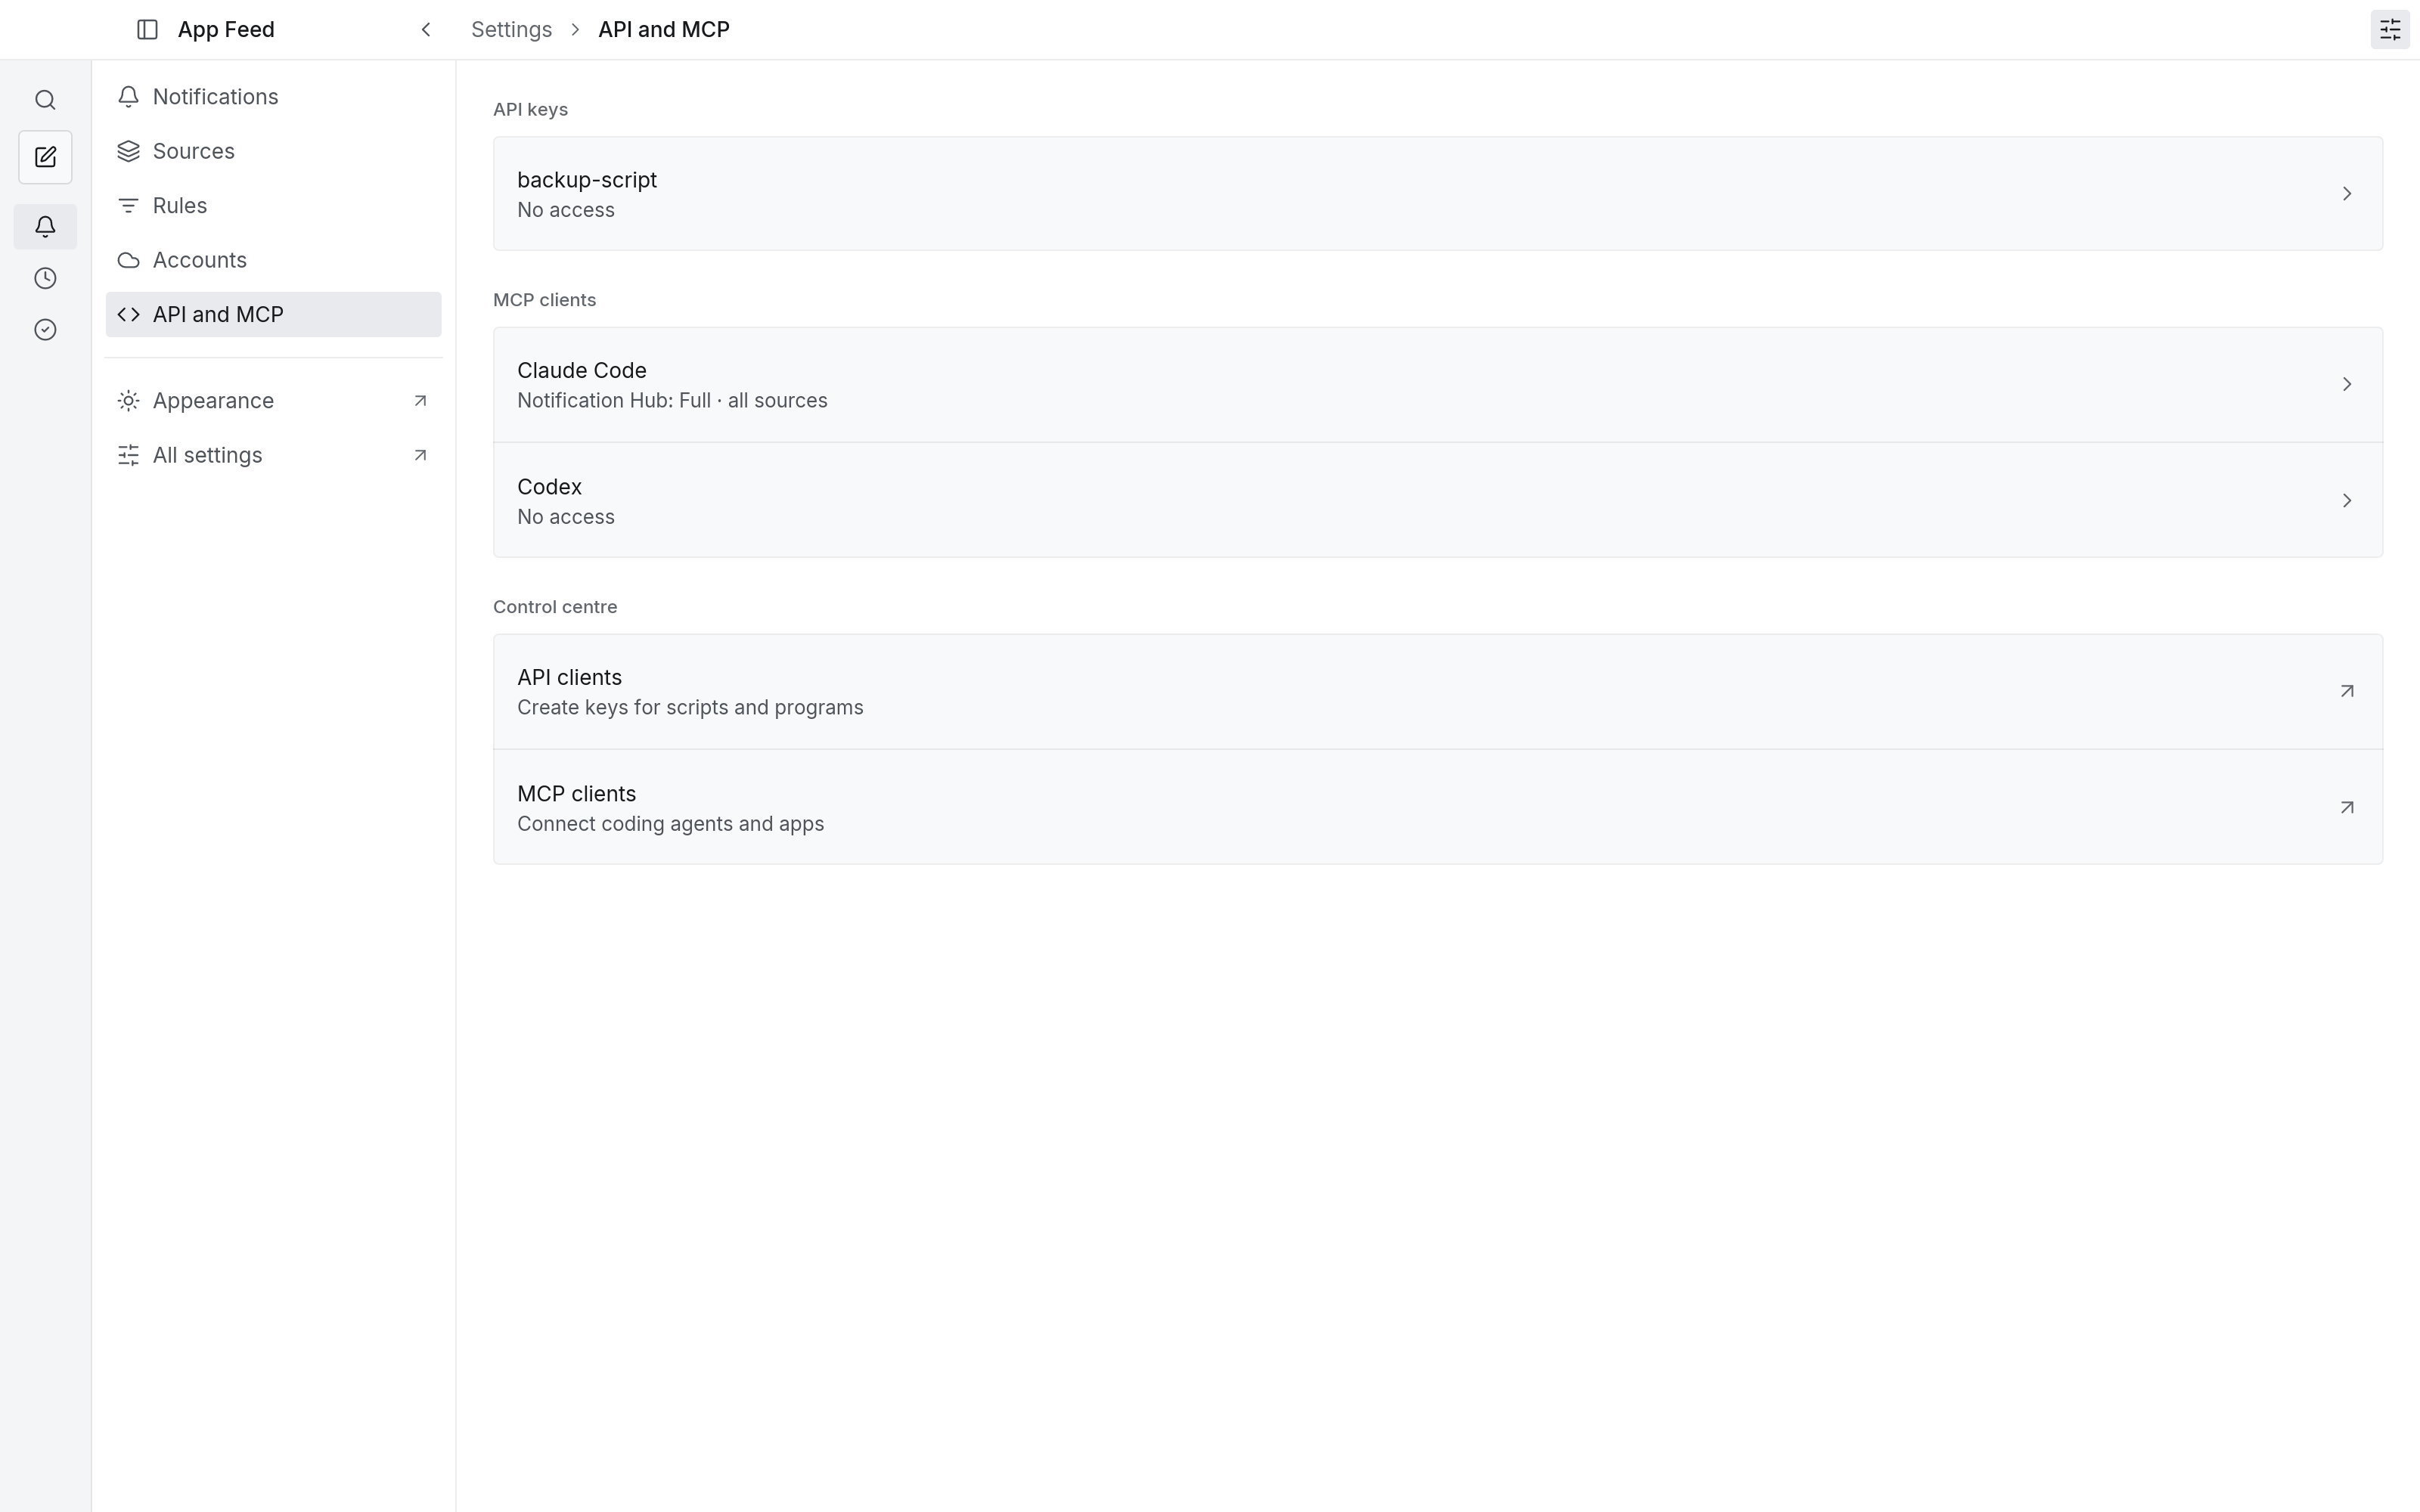 App Feed
Settings
API and MCP
Notifications
Sources
Rules
Accounts
API and MCP
Appearance
All settings
API keys
backup-script
No access
MCP clients
Claude Code
Notification Hub: Full · all sources
Codex
No access
Control centre
API clients
Create keys for scripts and programs
MCP clients
Connect coding agents and apps